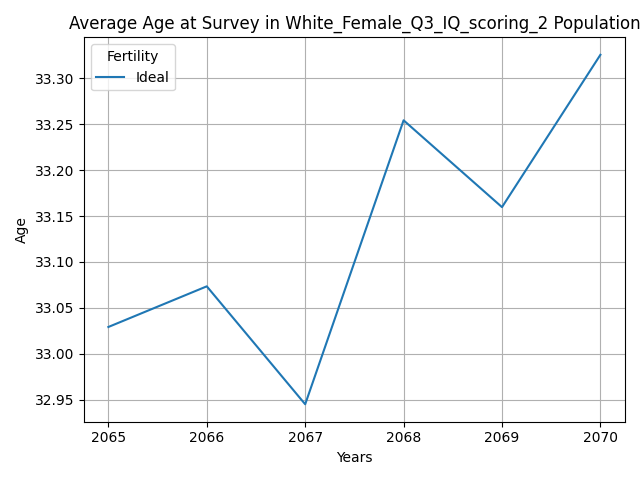 Average Age at Survey in White_Female_Q3_IQ_scoring_2 Population
Fertility
Ideal
33.30
33.25
33.20
33.15
33.10
33.05
33.00
32.95
Age
2065 2066 2067 2068 2069 2070
Years